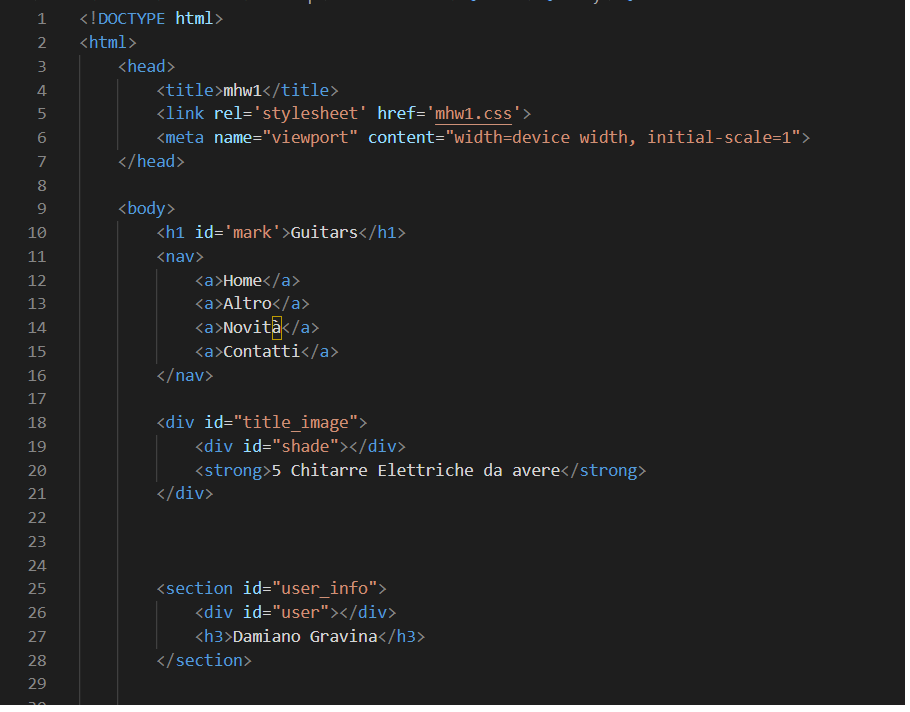 1 <!DOCTYPE html>
2 <html>
3 <head>
4 <title>mhw1</title>
5 <link rel='stylesheet' href='mhw1.css'>
6 <meta name="viewport" content="width=device width, initial-scale=1">
7 </head>
8
9 <body>
10 <h1 id='mark'>Guitars</h1>
11 <nav>
12 <a>Home</a>
13 <a>Altro</a>
14 <a>Novità</a>
15 <a>Contatti</a>
16 </nav>
17
18 <div id="title_image">
19 <div id="shade"></div>
20 <strong>5 Chitarre Elettriche da avere</strong>
21 </div>
22
23
24
25 <section id="user_info">
26 <div id="user"></div>
27 <h3>Damiano Gravina</h3>
28 </section>
29